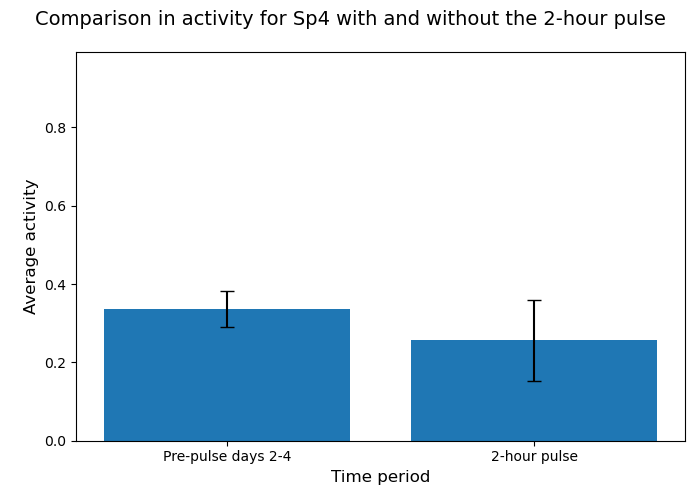 Comparison in activity for Sp4 with and without the 2-hour pulse
Average activity
0.8
0.6
0.4
0.2
0.0
Pre-pulse days 2-4
2-hour pulse
Time period